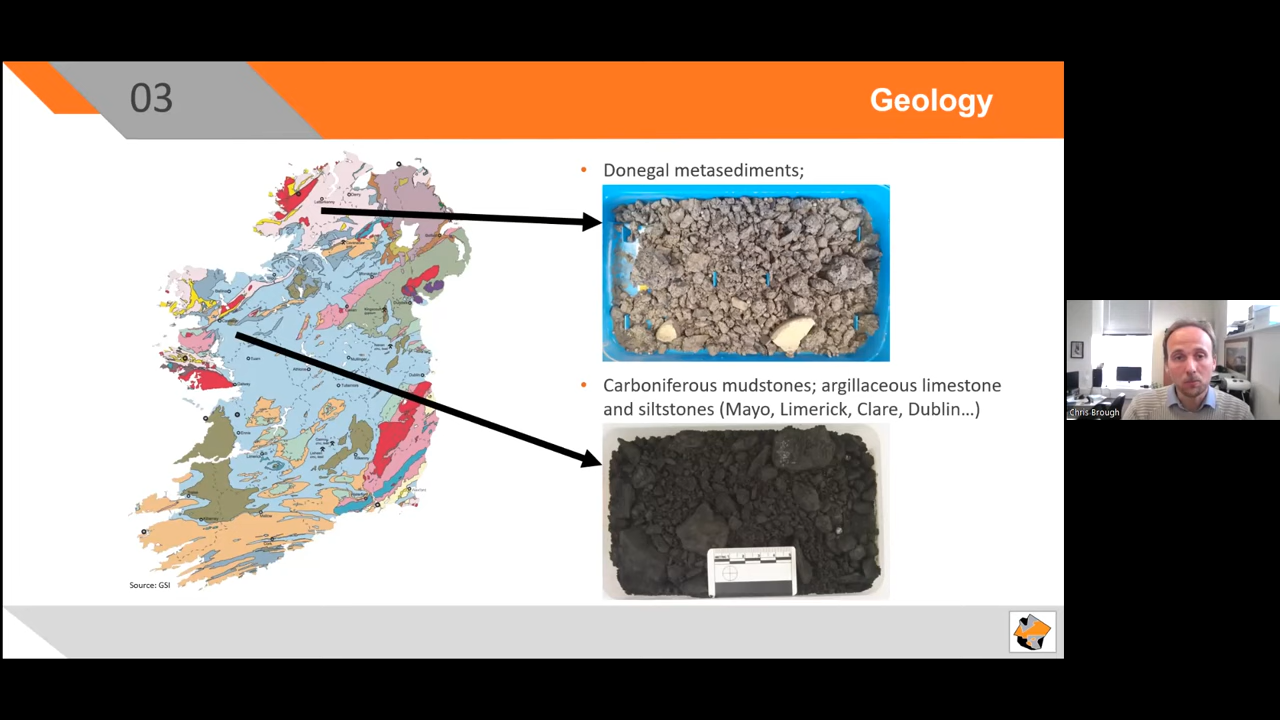 03
Geology
• Donegal metasediments;
• Carboniferous mudstones; argillaceous limestone
and siltstones (Mayo, Limerick, Clare, Dublin...)
Source: GSI
Chris Brough